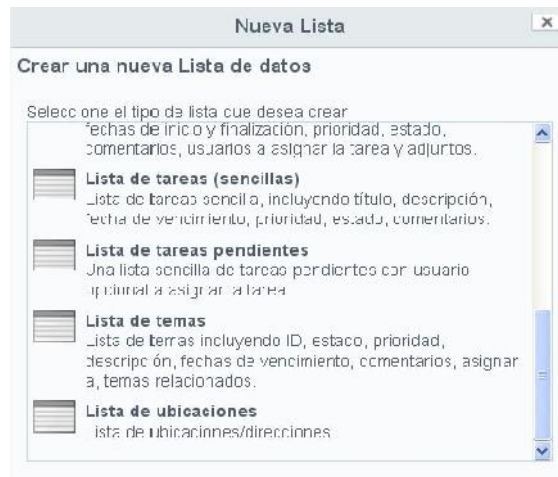 Nueva Lista
Crear una nueva Lista de datos
Seleccione el tipo de lista que desea crear
fechas de inicio y finalización, prioridad, estado,
comentarios, usuarios a asignar la tarea y adjuntos.
Lista de tareas (sencillas)
Lista de tareas sencilla, incluyendo título, descripción,
fecha de vencimiento, prioridad, estado, comentarios.
Lista de tareas pendientes
Una lista sencilla de tareas pendientes con usuario
opcional a asignar la tarea
Lista de temas
Lista de temas incluyendo ID, estado, prioridad,
descripción, fechas de vencimiento, comentarios, asignar
a, temas relacionados.
Lista de ubicaciones
Lista de ubicaciones/direcciones